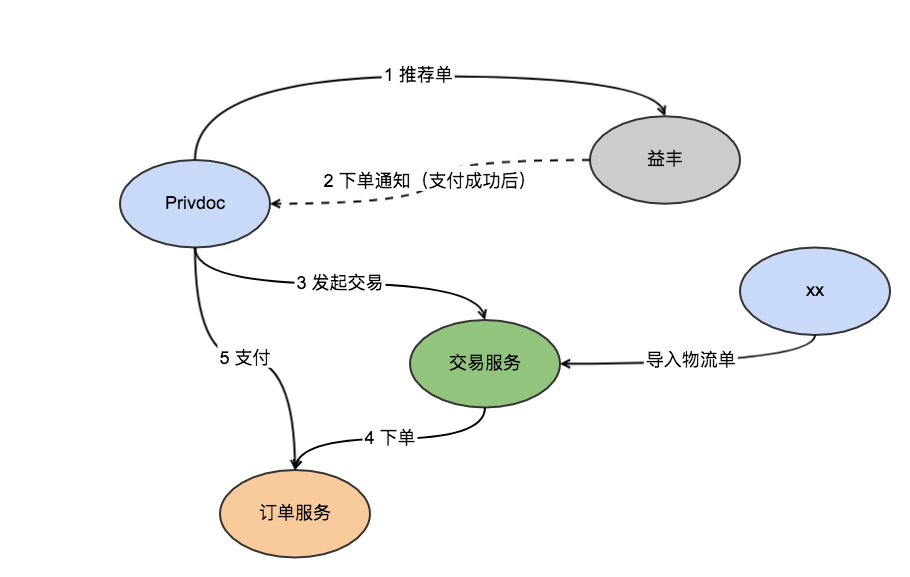 1 推荐单
益丰
2 下单通知（支付成功后）
Privdoc
3 发起交易
xx
5 支付
交易服务
导入物流单
4 下单
订单服务